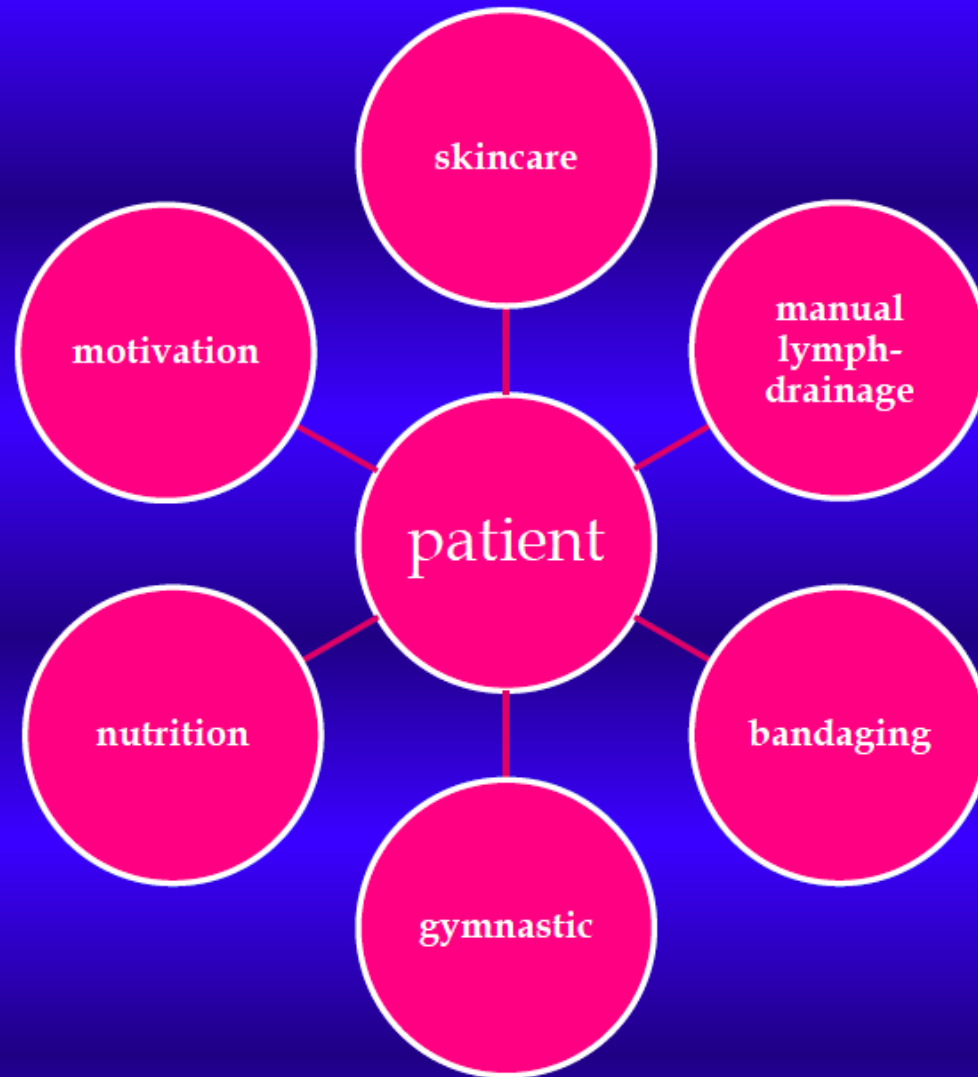 skincare
manual
lymph-
drainage
motivation
patient
nutrition
bandaging
gymnastic